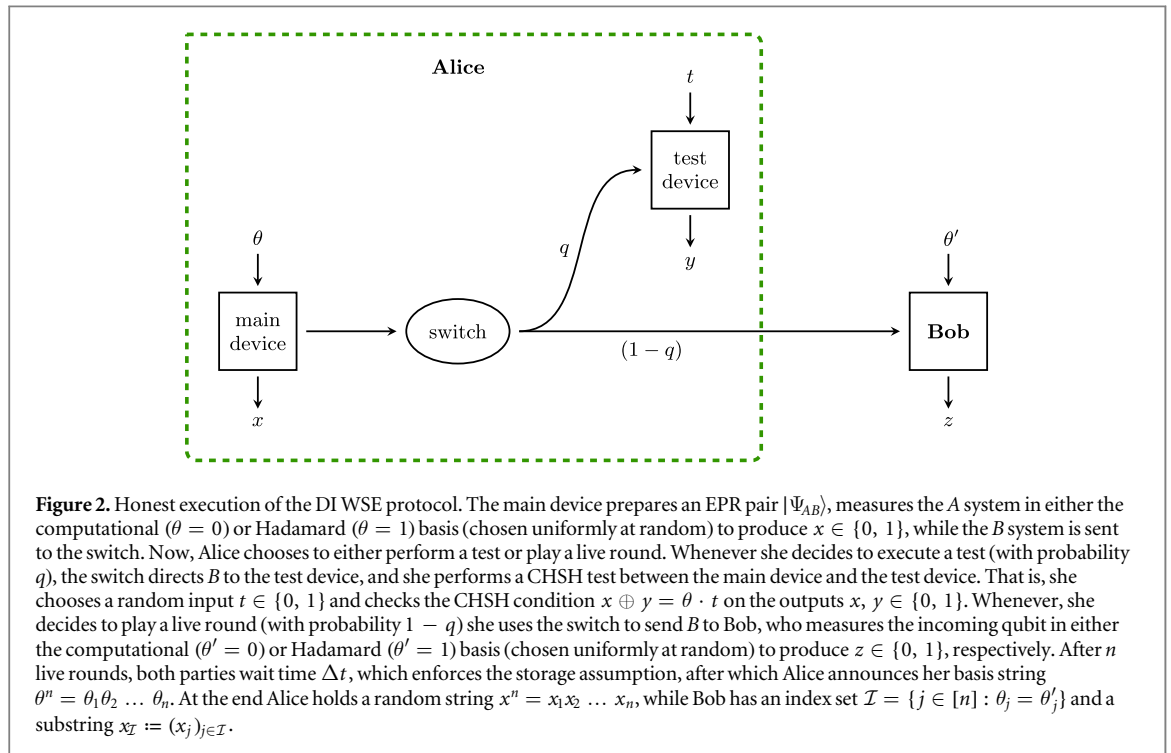 Alice
t
test
device
q
y
θ
θ′
main
device
switch
Bob
(1 − q)
x
z
Figure 2. Honest execution of the DI WSE protocol. The main device prepares an EPR pair |Ψ_AB⟩, measures the A system in either the
computational (θ = 0) or Hadamard (θ = 1) basis (chosen uniformly at random) to produce x ∈ {0, 1}, while the B system is sent
to the switch. Now, Alice chooses to either perform a test or play a live round. Whenever she decides to execute a test (with probability
q), the switch directs B to the test device, and she performs a CHSH test between the main device and the test device. That is, she
chooses a random input t ∈ {0, 1} and checks the CHSH condition x ⊕ y = θ · t on the outputs x, y ∈ {0, 1}. Whenever, she
decides to play a live round (with probability 1 − q) she uses the switch to send B to Bob, who measures the incoming qubit in either
the computational (θ′ = 0) or Hadamard (θ′ = 1) basis (chosen uniformly at random) to produce z ∈ {0, 1}, respectively. After n
live rounds, both parties wait time Δt, which enforces the storage assumption, after which Alice announces her basis string
θⁿ = θ₁θ₂ … θₙ. At the end Alice holds a random string xⁿ = x₁x₂ … xₙ, while Bob has an index set ℐ = {j ∈ [n] : θ_j = θ′_j} and a
substring x_ℐ ≔ (x_j)_{j∈ℐ}.